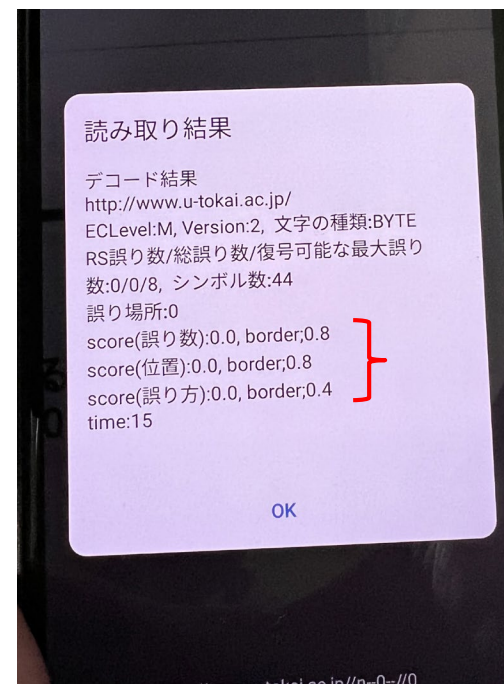 読み取り結果
デコード結果
http://www.u-tokai.ac.jp/
ECLevel:M, Version:2, 文字の種類:BYTE
RS誤り数/総誤り数/復号可能な最大誤り
数:0/0/8, シンボル数:44
誤り場所:0
score(誤り数):0.0, border;0.8
score(位置):0.0, border;0.8
score(誤り方):0.0, border;0.4
time:15
OK